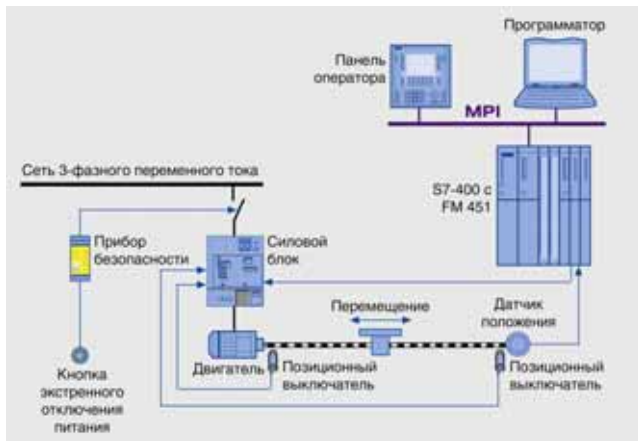 Программатор
Панель
оператора
MPI
Сеть 3-фазного переменного тока
S7-400 с
FM 451
Прибор
безопасности
Силовой
блок
Перемещение
Датчик
положения
Двигатель
Позиционный
выключатель
Позиционный
выключатель
Кнопка
экстренного
отключения
питания